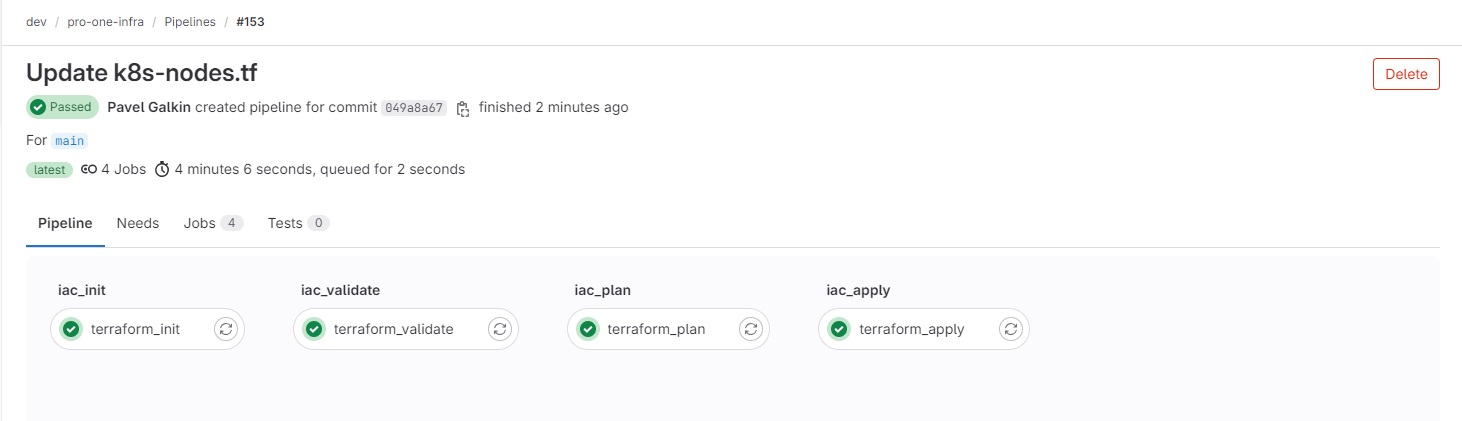 dev / pro-one-infra / Pipelines / #153
Update k8s-nodes.tf
Delete
Passed Pavel Galkin created pipeline for commit 049a8a67 finished 2 minutes ago
For main
latest 4 Jobs 4 minutes 6 seconds, queued for 2 seconds
Pipeline Needs Jobs 4 Tests 0
iac_init iac_validate iac_plan iac_apply
terraform_init terraform_validate terraform_plan terraform_apply